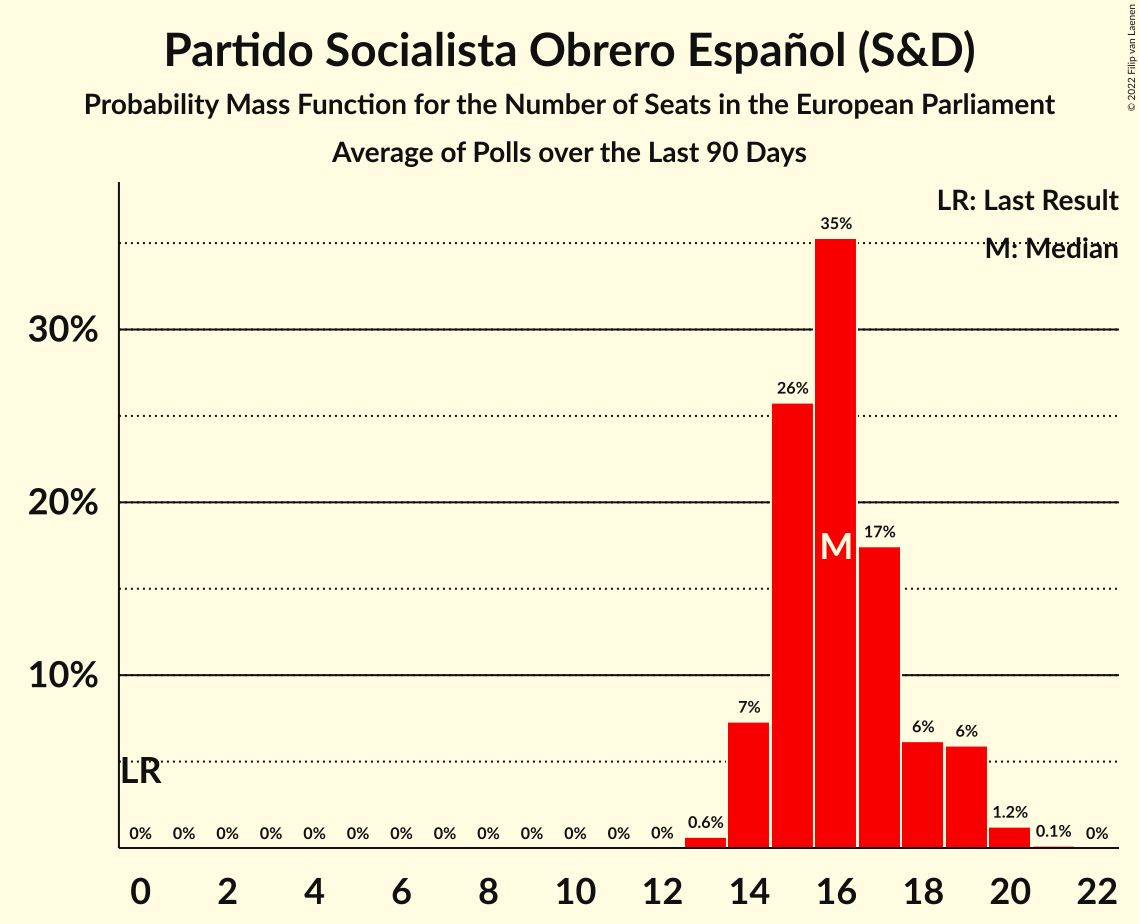 Partido Socialista Obrero Español (S&D)
Probability Mass Function for the Number of Seats in the European Parliament
Average of Polls over the Last 90 Days
© 2022 Filip van Laenen
LR: Last Result
M: Median
30%
20%
10%
35%
26%
M
17%
7%
6%
6%
LR
0%
0%
0%
0%
0%
0%
0%
0%
0%
0%
0%
0%
0%
0.6%
1.2%
0.1%
0%
0 2 4 6 8 10 12 14 16 18 20 22